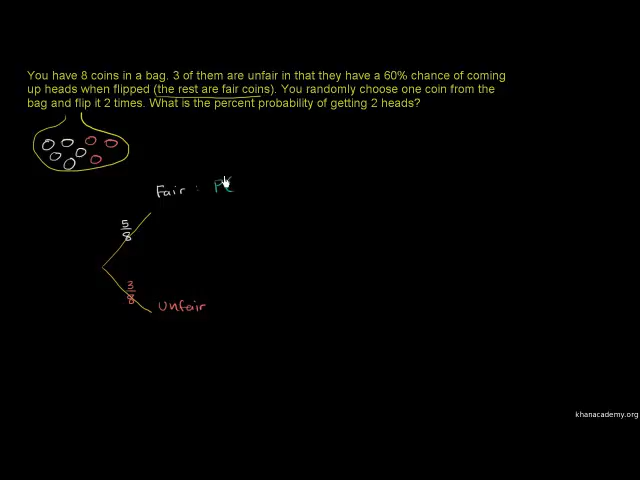 You have 8 coins in a bag. 3 of them are unfair in that they have a 60% chance of coming
up heads when flipped (the rest are fair coins). You randomly choose one coin from the
bag and flip it 2 times. What is the percent probability of getting 2 heads?
Fair : P(
5/8
3/8
Unfair
khanacademy.org